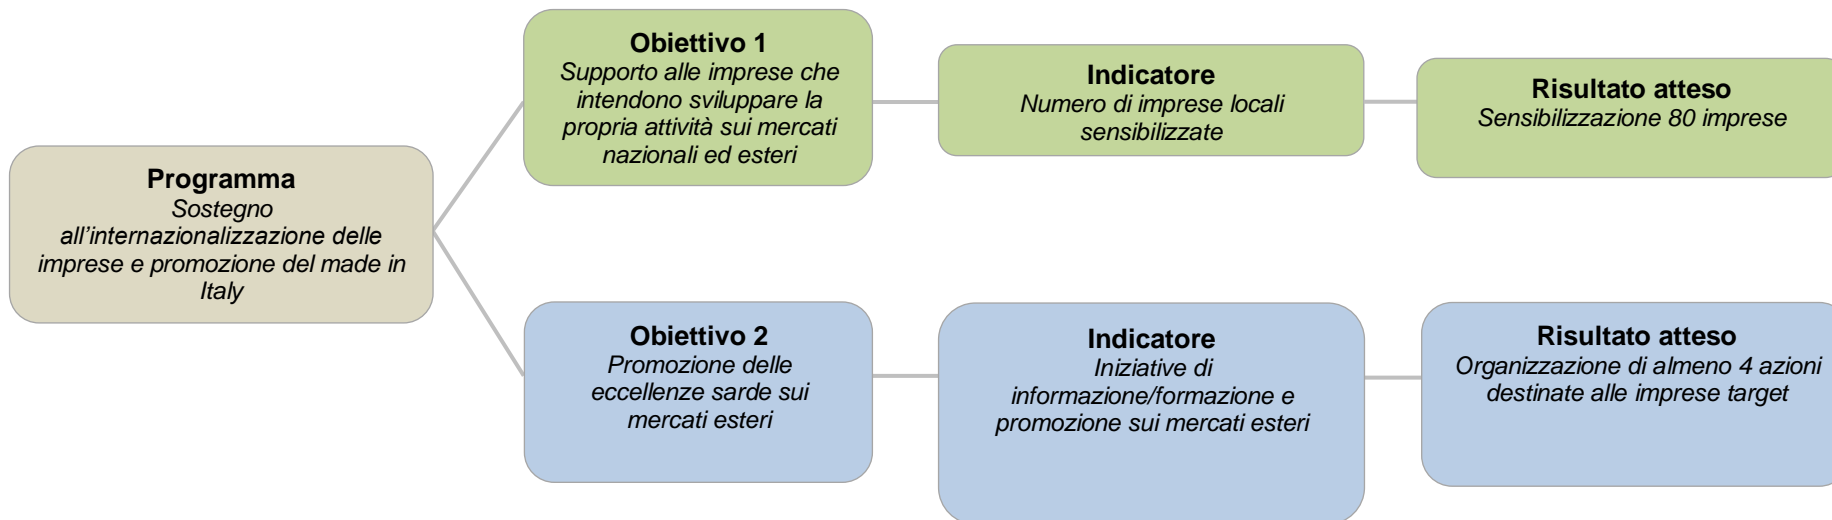 Programma
Sostegno
all’internazionalizzazione delle
imprese e promozione del made in
Italy
Obiettivo 1
Supporto alle imprese che
intendono sviluppare la
propria attività sui mercati
nazionali ed esteri
Indicatore
Numero di imprese locali
sensibilizzate
Risultato atteso
Sensibilizzazione 80 imprese
Obiettivo 2
Promozione delle
eccellenze sarde sui
mercati esteri
Indicatore
Iniziative di
informazione/formazione e
promozione sui mercati esteri
Risultato atteso
Organizzazione di almeno 4 azioni
destinate alle imprese target